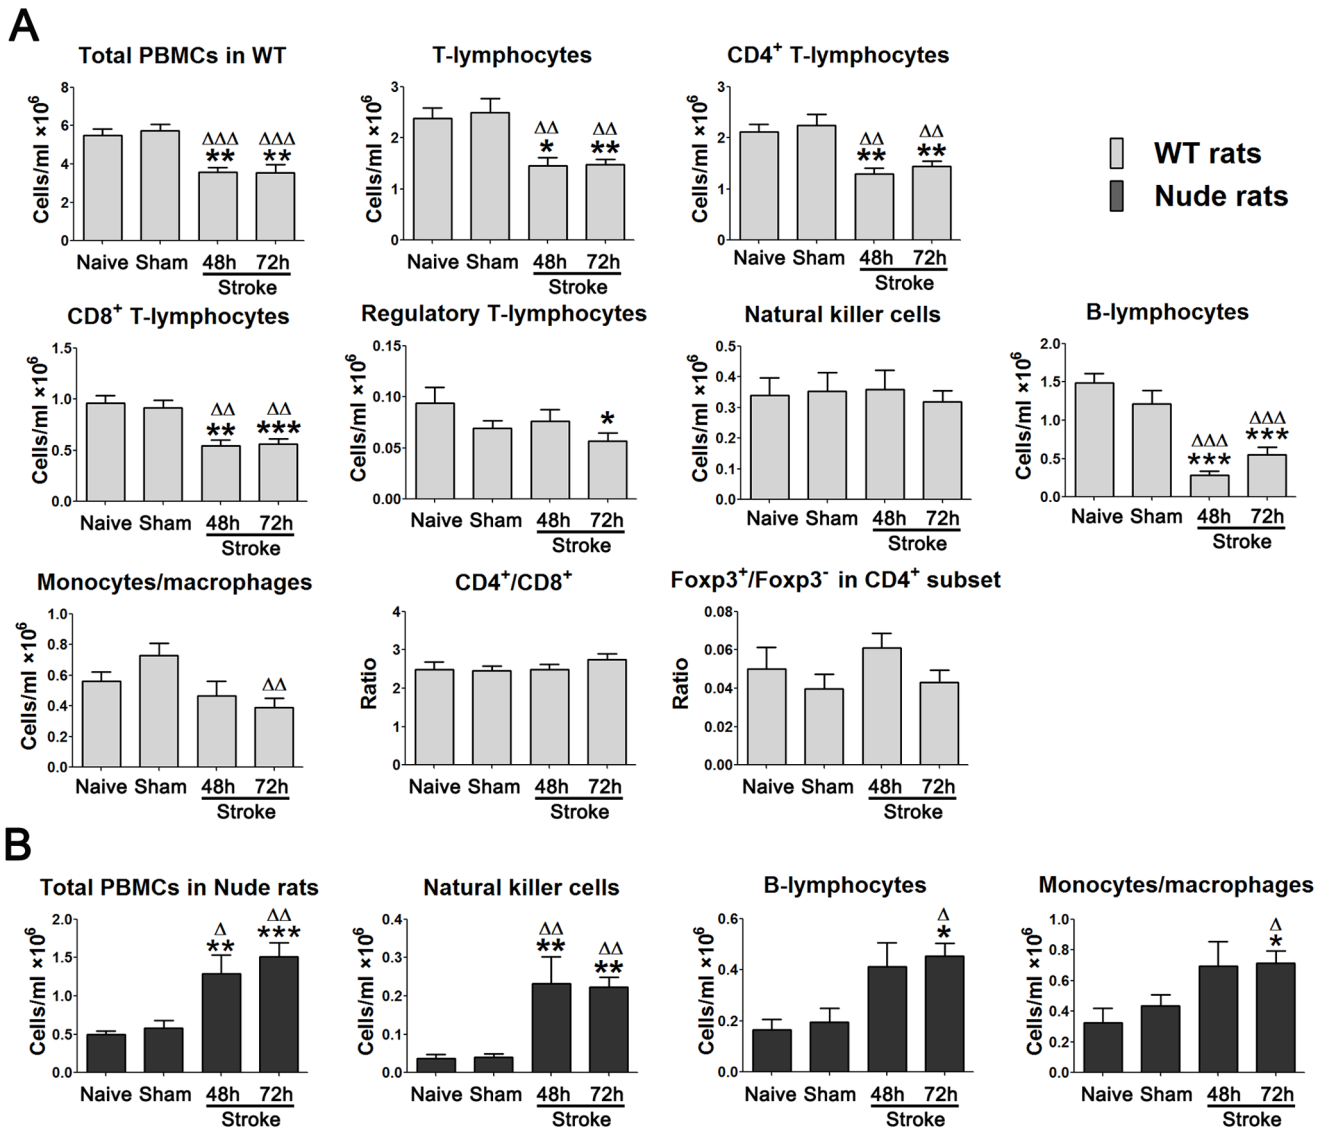 A
Total PBMCs in WT
Cells/ml ×10⁶
8
6
4
2
0
ΔΔΔ ΔΔΔ
** **
Naive Sham 48h 72h
Stroke
T-lymphocytes
Cells/ml ×10⁶
3
2
1
0
ΔΔ ΔΔ
* **
Naive Sham 48h 72h
Stroke
CD4⁺ T-lymphocytes
Cells/ml ×10⁶
3
2
1
0
ΔΔ ΔΔ
** **
Naive Sham 48h 72h
Stroke
WT rats
Nude rats
CD8⁺ T-lymphocytes
Cells/ml ×10⁶
1.5
1.0
0.5
0.0
ΔΔ ΔΔ
** ***
Naive Sham 48h 72h
Stroke
Regulatory T-lymphocytes
Cells/ml ×10⁶
0.15
0.10
0.05
0.00
*
Naive Sham 48h 72h
Stroke
Natural killer cells
Cells/ml ×10⁶
0.5
0.4
0.3
0.2
0.1
0.0
Naive Sham 48h 72h
Stroke
B-lymphocytes
Cells/ml ×10⁶
2.0
1.5
1.0
0.5
0.0
ΔΔΔ ΔΔΔ
*** ***
Naive Sham 48h 72h
Stroke
Monocytes/macrophages
Cells/ml ×10⁶
1.0
0.8
0.6
0.4
0.2
0.0
ΔΔ
Naive Sham 48h 72h
Stroke
CD4⁺/CD8⁺
Ratio
4
3
2
1
0
Naive Sham 48h 72h
Stroke
Foxp3⁺/Foxp3⁻ in CD4⁺ subset
Ratio
0.08
0.06
0.04
0.02
0.00
Naive Sham 48h 72h
Stroke
B
Total PBMCs in Nude rats
Cells/ml ×10⁶
2.0
1.5
1.0
0.5
0.0
Δ ΔΔ
** ***
Naive Sham 48h 72h
Stroke
Natural killer cells
Cells/ml ×10⁶
0.4
0.3
0.2
0.1
0.0
ΔΔ ΔΔ
** **
Naive Sham 48h 72h
Stroke
B-lymphocytes
Cells/ml ×10⁶
0.6
0.4
0.2
0.0
Δ
*
Naive Sham 48h 72h
Stroke
Monocytes/macrophages
Cells/ml ×10⁶
1.0
0.8
0.6
0.4
0.2
0.0
Δ
*
Naive Sham 48h 72h
Stroke